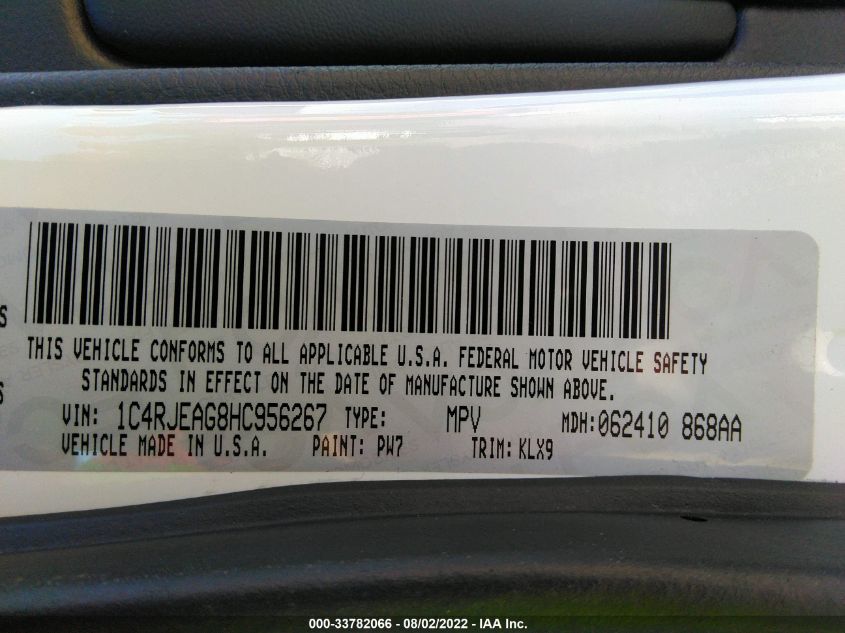 S
THIS VEHICLE CONFORMS TO ALL APPLICABLE U.S.A. FEDERAL MOTOR VEHICLE SAFETY
S STANDARDS IN EFFECT ON THE DATE OF MANUFACTURE SHOWN ABOVE.
VIN: 1C4RJEAG8HC956267 TYPE: MPV MDH:062410 868AA
VEHICLE MADE IN U.S.A. PAINT: PW7 TRIM: KLX9
000-33782066 - 08/02/2022 - IAA Inc.